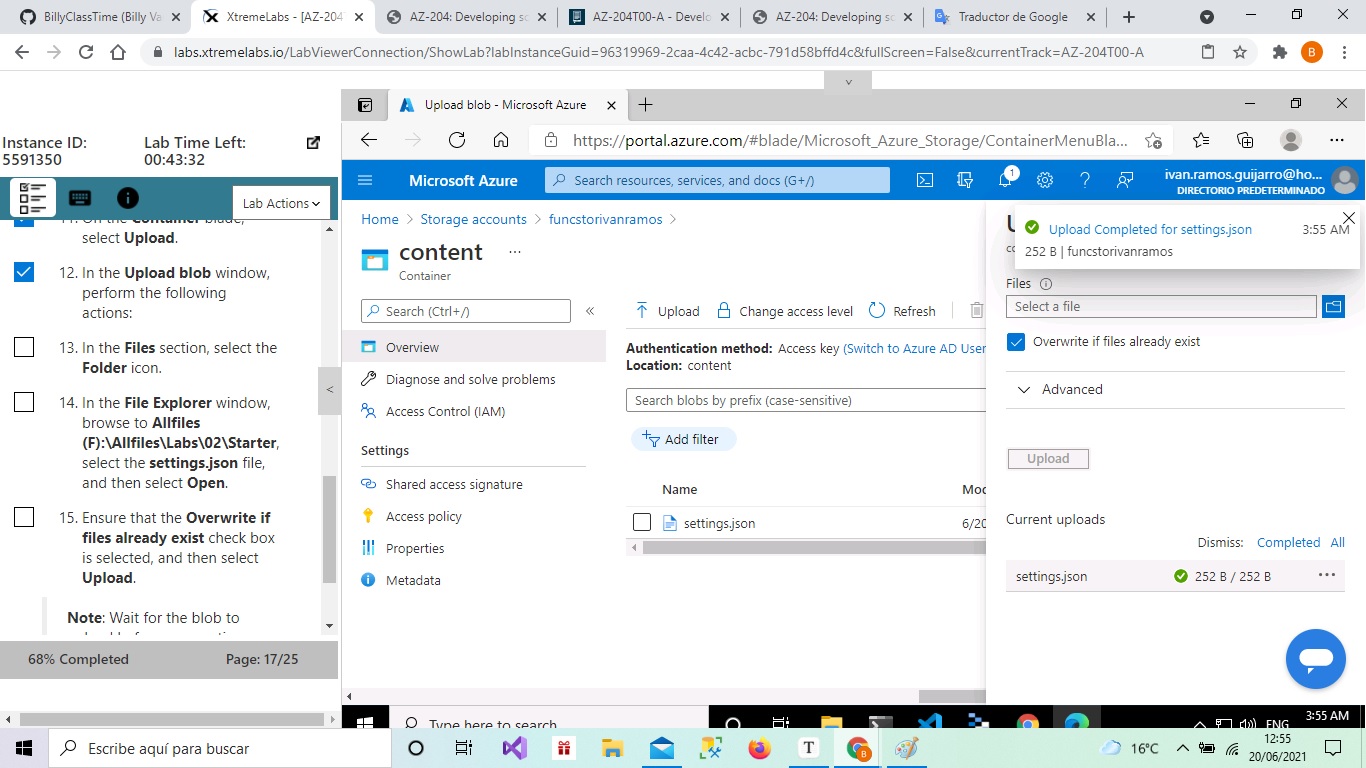 BillyClassTime (Billy Va
XtremeLabs - [AZ-204T
AZ-204: Developing so
AZ-204T00-A - Develo
AZ-204: Developing so
Traductor de Google
labs.xtremelabs.io/LabViewerConnection/ShowLab?labInstanceGuid=96319969-2caa-4c42-acbc-791d58bffd4c&fullScreen=False&currentTrack=AZ-204T00-A
B
Upload blob - Microsoft Azure
https://portal.azure.com/#blade/Microsoft_Azure_Storage/ContainerMenuBla...
Instance ID:
5591350
Lab Time Left:
00:43:32
Lab Actions
11. On the Container blade,
select Upload.
12. In the Upload blob window,
perform the following
actions:
13. In the Files section, select the
Folder icon.
14. In the File Explorer window,
browse to Allfiles
(F):\Allfiles\Labs\02\Starter,
select the settings.json file,
and then select Open.
15. Ensure that the Overwrite if
files already exist check box
is selected, and then select
Upload.
Note: Wait for the blob to
68% Completed
Page: 17/25
Microsoft Azure
Search resources, services, and docs (G+/)
1
ivan.ramos.guijarro@ho...
DIRECTORIO PREDETERMINADO
Home > Storage accounts > funcstorivanramos >
content ...
Container
Search (Ctrl+/)
«
Overview
Diagnose and solve problems
Access Control (IAM)
Settings
Shared access signature
Access policy
Properties
Metadata
Upload
Change access level
Refresh
Authentication method: Access key (Switch to Azure AD User
Location: content
Search blobs by prefix (case-sensitive)
Add filter
Name
Mod
settings.json
6/20
U
co
Upload Completed for settings.json
3:55 AM
252 B | funcstorivanramos
Files
Select a file
Overwrite if files already exist
Advanced
Upload
Current uploads
Dismiss: Completed All
settings.json
252 B / 252 B
...
Type here to search
ENG
3:55 AM
Escribe aquí para buscar
T
B
16°C
12:55
20/06/2021